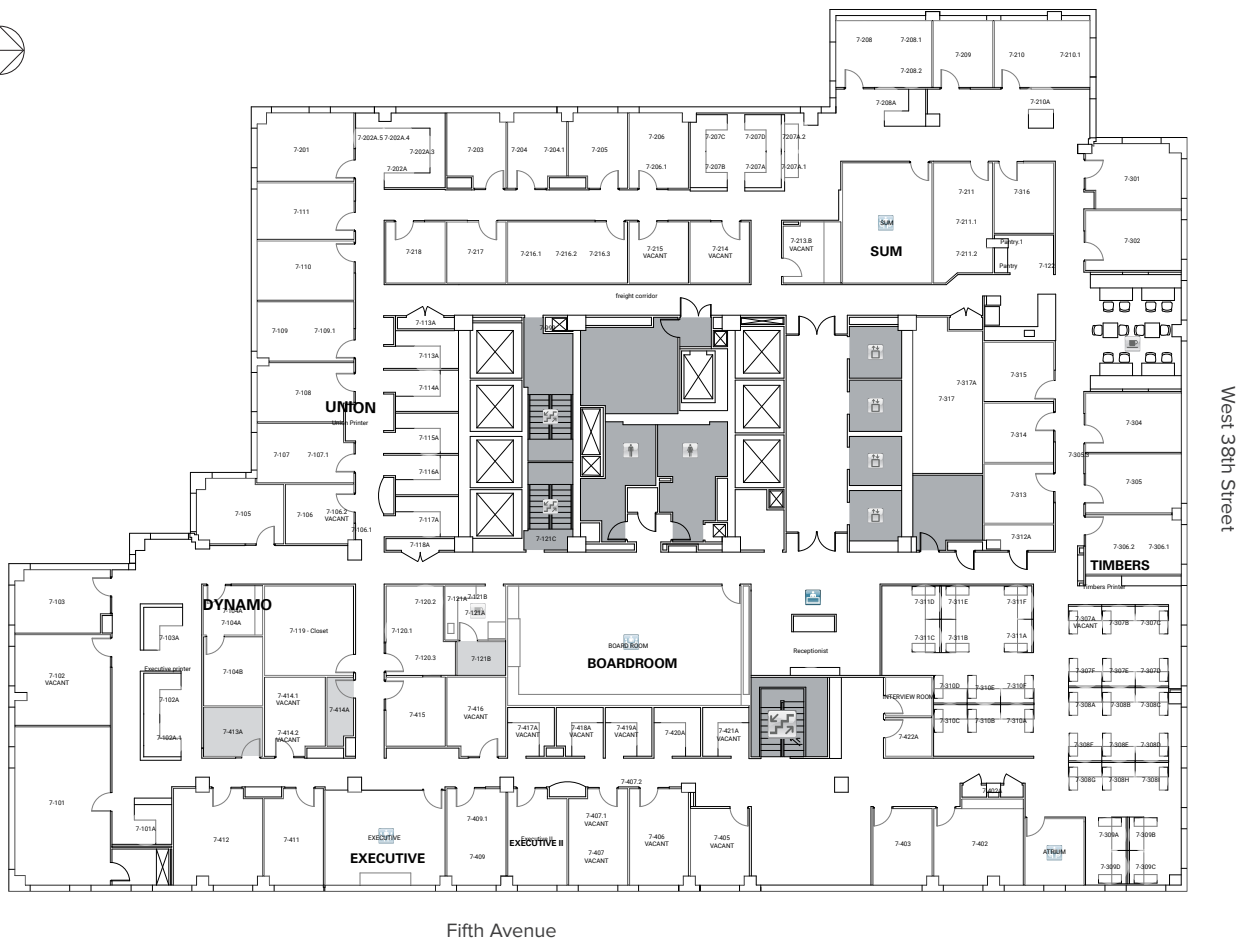 7-208
7-208.1
7-208.2
7-209
7-210
7-210.1
7-208A
7-210A
7-201
7-202A.5 7-202A.4
7-202A.3
7-202A
7-203
7-204
7-204.1
7-205
7-206
7-206.1
7-207C
7-207D
7-207B
7-207A
7-207A.2
7-207A.1
7-301
7-302
7-111
7-110
7-109
7-109.1
7-108
7-107
7-107.1
7-218
7-217
7-216.1
7-216.2
7-216.3
7-215
VACANT
7-214
VACANT
7-213.B
VACANT
SUM
SUM
7-211
7-211.1
7-211.2
7-316
Pantry.1
Pantry
7-122
freight corridor
7-113A
7-113A
7-114A
7-115A
7-116A
7-117A
7-118A
UNION
Union Printer
7-317A
7-317
7-315
7-314
7-313
7-312A
7-304
7-305.3
7-305
7-306.2
7-306.1
TIMBERS
Timbers Printer
West 38th Street
7-105
7-106
7-106.2
VACANT
7-106.1
7-121C
7-103
7-102
VACANT
7-101
7-103A
Executive printer
7-102A
7-102A.1
7-101A
DYNAMO
7-104A
7-104A
7-104B
7-413A
7-119 - Closet
7-414.1
VACANT
7-414.2
VACANT
7-414A
7-120.2
7-120.1
7-120.3
7-121A
7-121B
7-121A
7-121B
7-415
7-416
VACANT
BOARD ROOM
BOARDROOM
7-417A
VACANT
7-418A
VACANT
7-419A
VACANT
7-420A
7-421A
VACANT
Receptionist
7-311D
7-311E
7-311F
7-311C
7-311B
7-311A
INTERVIEW ROOM
7-422A
7-310D
7-310E
7-310F
7-310C
7-310B
7-310A
7-307A
VACANT
7-307B
7-307C
7-307F
7-307E
7-307D
7-308A
7-308B
7-308C
7-308F
7-308E
7-308D
7-308G
7-308H
7-308I
7-402A
7-412
7-411
EXECUTIVE
EXECUTIVE
7-409.1
7-409
Executive II
EXECUTIVE II
7-407.2
7-407.1
VACANT
7-407
VACANT
7-406
VACANT
7-405
VACANT
7-403
7-402
ATRIUM
7-309A
7-309B
7-309D
7-309C
Fifth Avenue